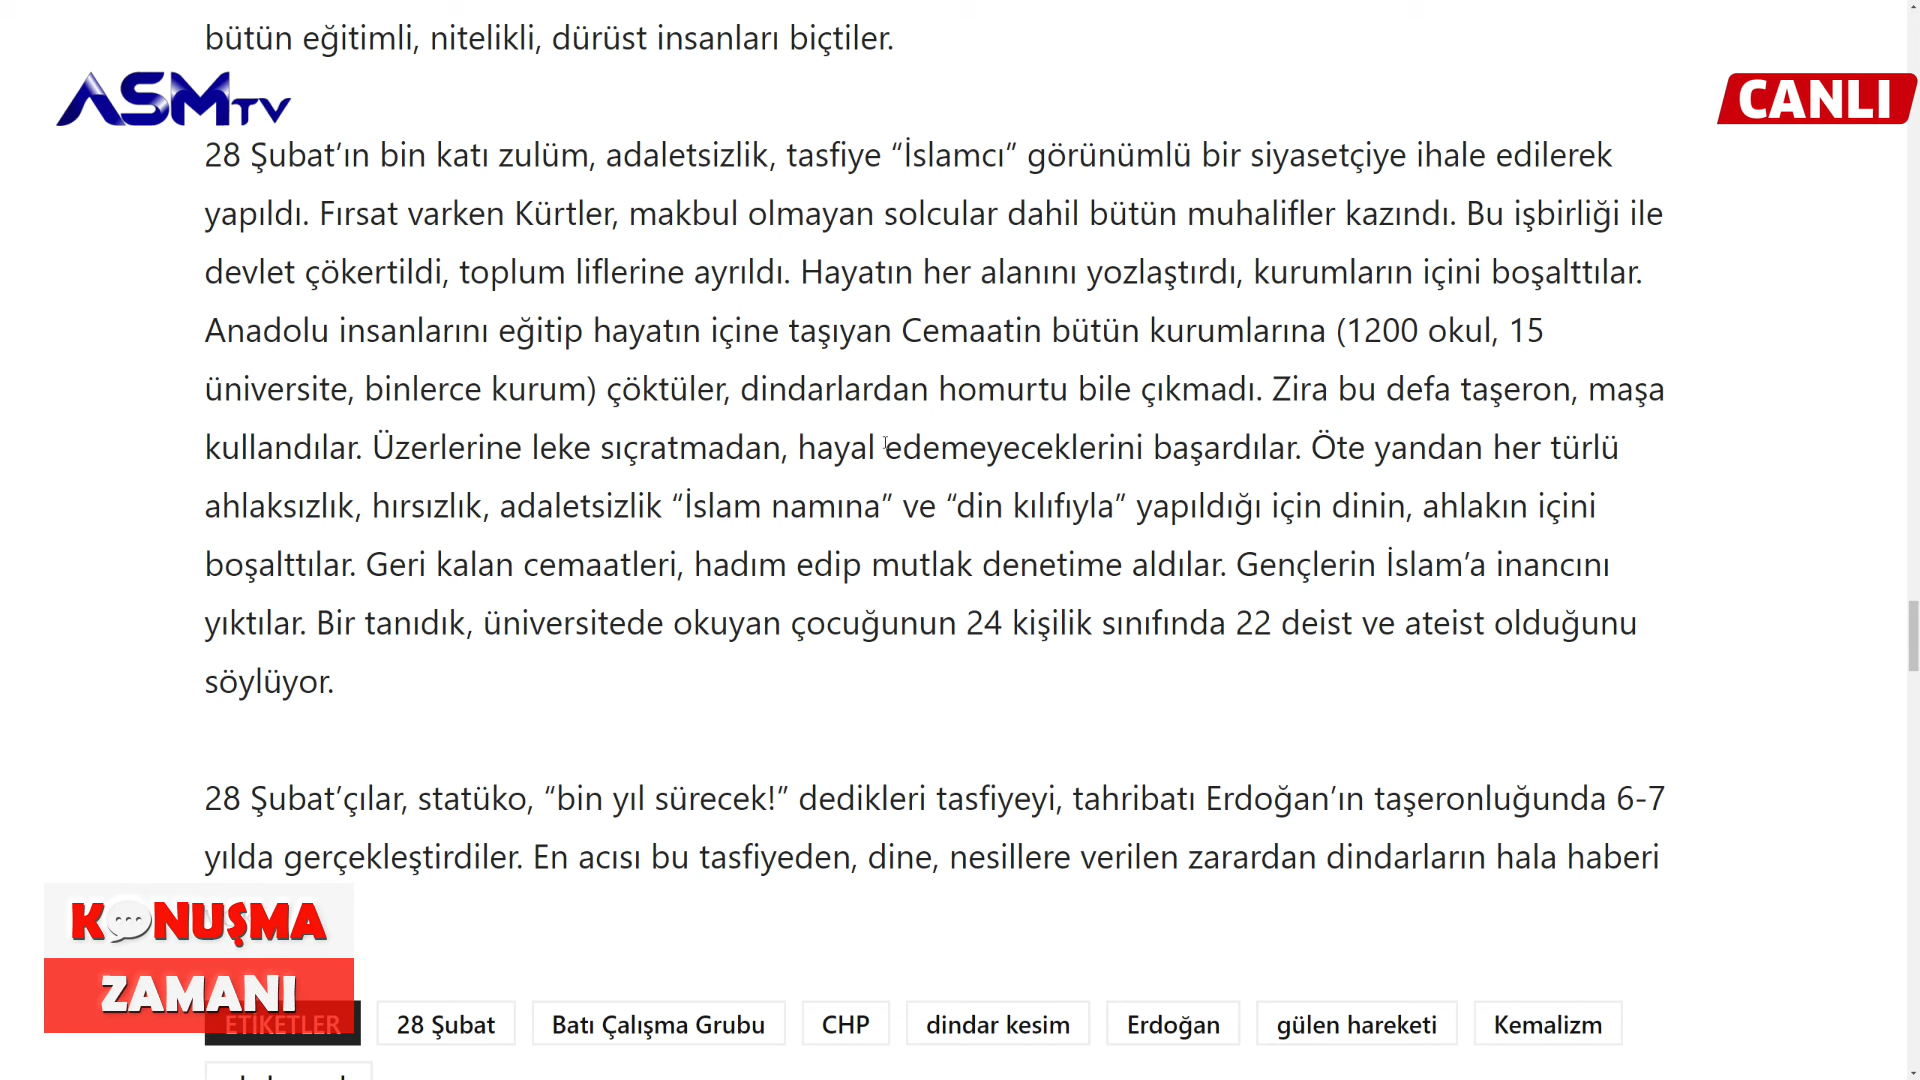 bütün eğitimli, nitelikli, dürüst insanları biçtiler.
ASMTV
CANLI
28 Şubat’ın bin katı zulüm, adaletsizlik, tasfiye “İslamcı” görünümlü bir siyasetçiye ihale edilerek
yapıldı. Fırsat varken Kürtler, makbul olmayan solcular dahil bütün muhalifler kazındı. Bu işbirliği ile
devlet çökertildi, toplum liflerine ayrıldı. Hayatın her alanını yozlaştırdı, kurumların içini boşalttılar.
Anadolu insanlarını eğitip hayatın içine taşıyan Cemaatin bütün kurumlarına (1200 okul, 15
üniversite, binlerce kurum) çöktüler, dindarlardan homurtu bile çıkmadı. Zira bu defa taşeron, maşa
kullandılar. Üzerlerine leke sıçratmadan, hayal edemeyeceklerini başardılar. Öte yandan her türlü
ahlaksızlık, hırsızlık, adaletsizlik “İslam namına” ve “din kılıfıyla” yapıldığı için dinin, ahlakın içini
boşalttılar. Geri kalan cemaatleri, hadım edip mutlak denetime aldılar. Gençlerin İslam’a inancını
yıktılar. Bir tanıdık, üniversitede okuyan çocuğunun 24 kişilik sınıfında 22 deist ve ateist olduğunu
söylüyor.
28 Şubat’çılar, statüko, “bin yıl sürecek!” dedikleri tasfiyeyi, tahribatı Erdoğan’ın taşeronluğunda 6-7
yılda gerçekleştirdiler. En acısı bu tasfiyeden, dine, nesillere verilen zarardan dindarların hala haberi
KONUŞMA
ZAMANI
ETİKETLER
28 Şubat
Batı Çalışma Grubu
CHP
dindar kesim
Erdoğan
gülen hareketi
Kemalizm